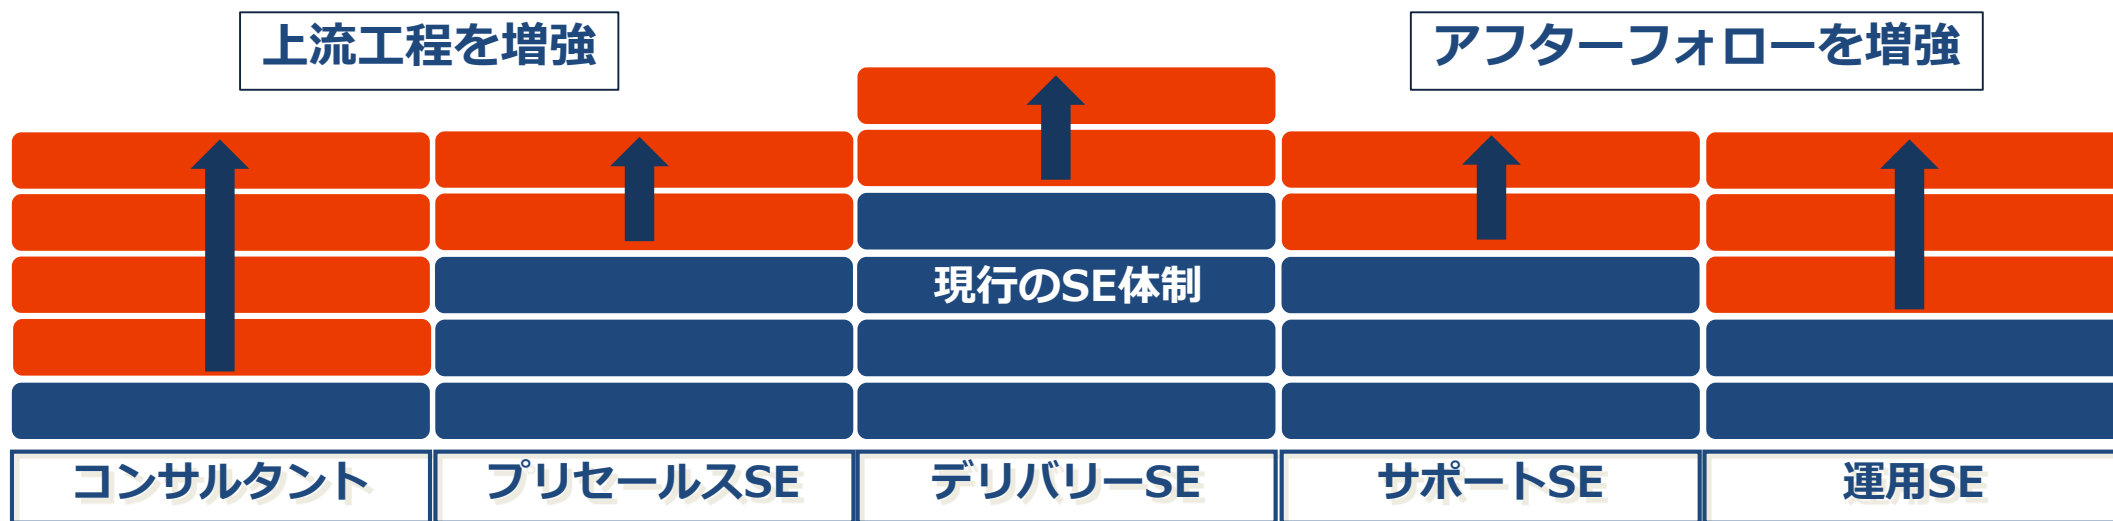 上流工程を増強
アフターフォローを増強
現行のSE体制
コンサルタント
プリセールスSE
デリバリーSE
サポートSE
運用SE